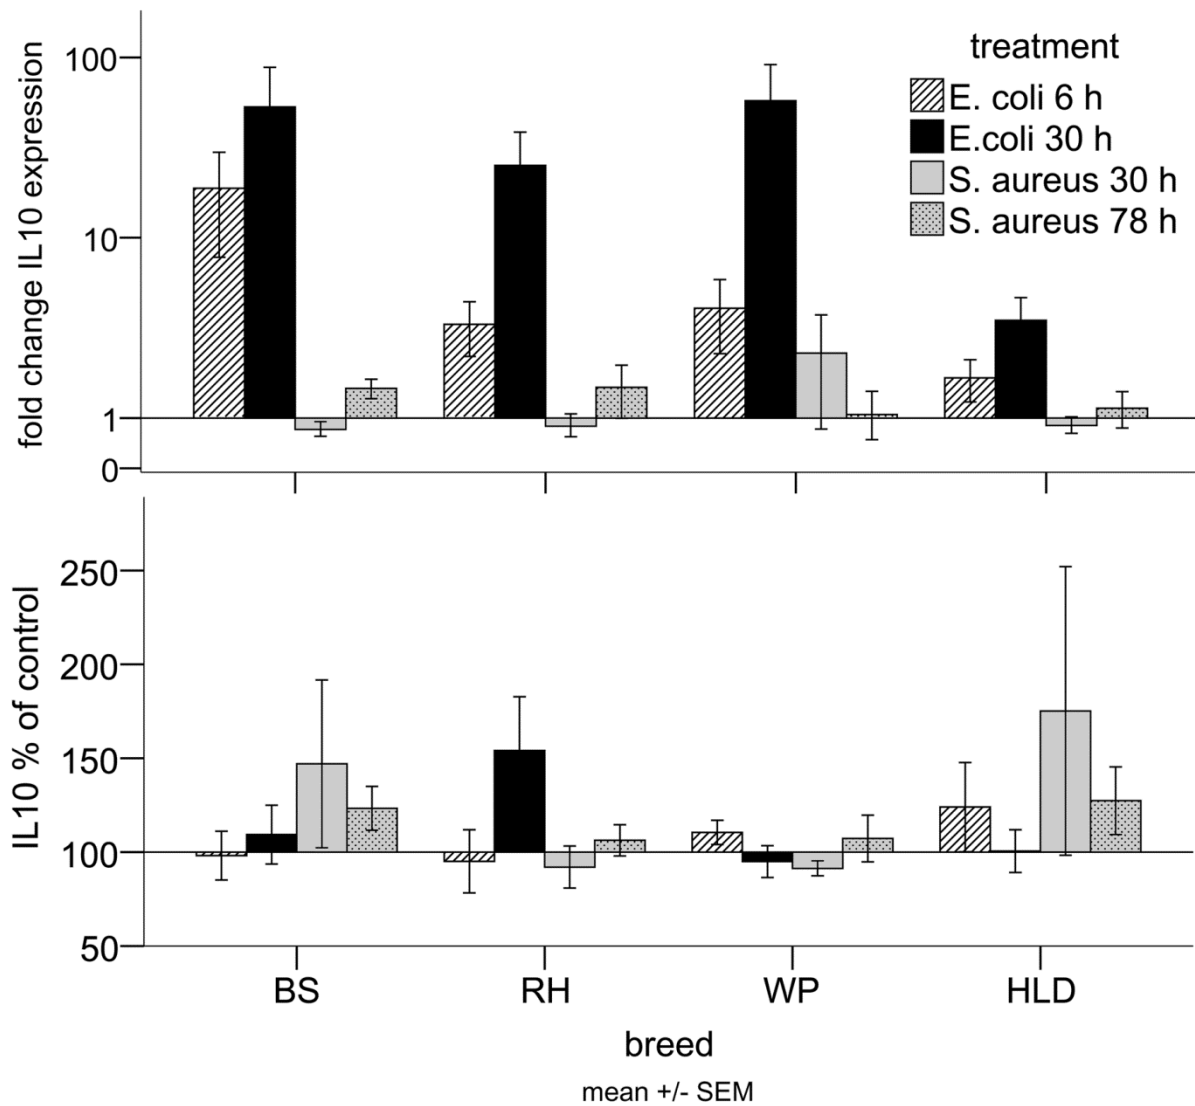 fold change IL10 expression
100
10
1
0
treatment
E. coli 6 h
E.coli 30 h
S. aureus 30 h
S. aureus 78 h
IL10 % of control
250
200
150
100
50
BS RH WP HLD
breed
mean +/- SEM